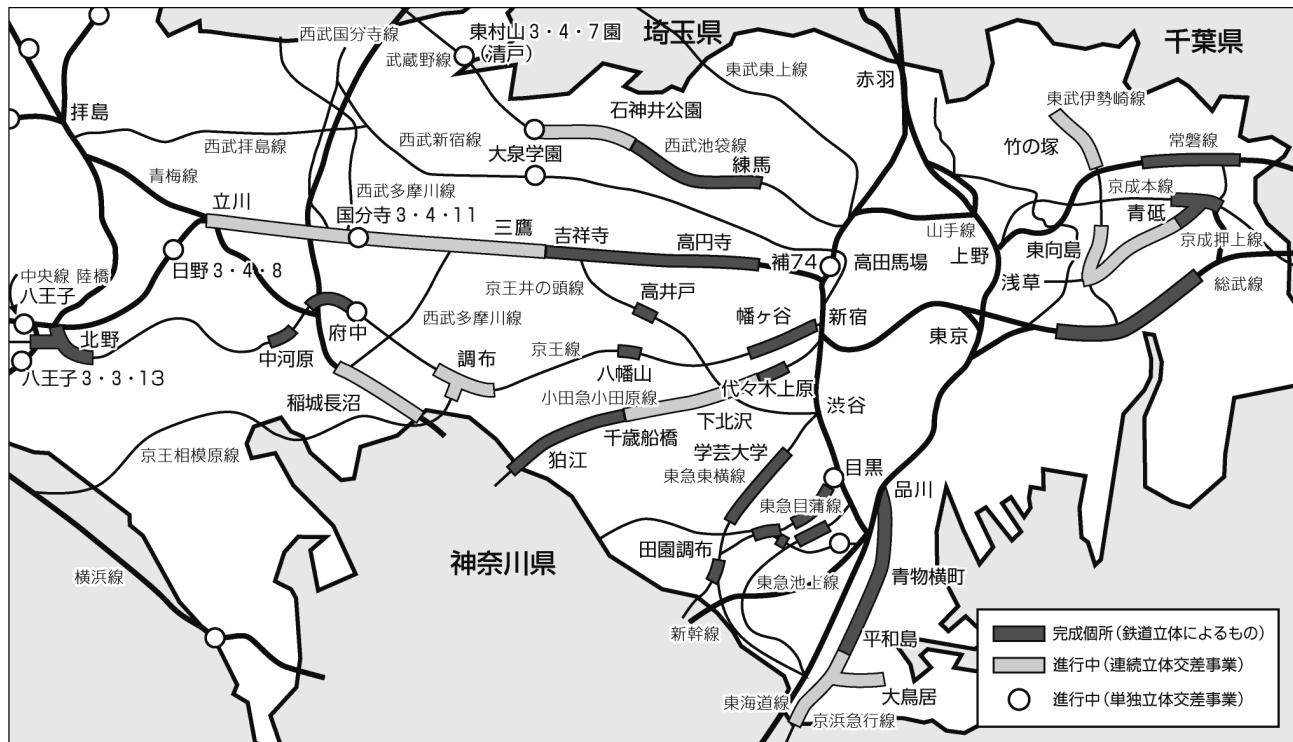 東村山3・4・7園
(清戸)
埼玉県
千葉県
西武国分寺線
武蔵野線
東武東上線
赤羽
東武伊勢崎線
拝島
石神井公園
竹の塚
常磐線
西武拝島線
西武新宿線
大泉学園
西武池袋線
練馬
青梅線
西武多摩川線
京成本線
青砥
立川
国分寺3・4・11
三鷹
吉祥寺
高円寺
山手線
上野
東向島
京成押上線
日野3・4・8
補74
高田馬場
浅草
総武線
中央線 陸橋
八王子
京王井の頭線
高井戸
西武多摩川線
幡ヶ谷
新宿
東京
北野
中河原
府中
調布
京王線
八幡山
代々木上原
八王子3・3・13
小田急小田原線
稲城長沼
下北沢
渋谷
千歳船橋
京王相模原線
狛江
学芸大学
東急東横線
目黒
品川
東急目蒲線
田園調布
神奈川県
横浜線
東急池上線
青物横町
新幹線
平和島
大鳥居
東海道線
京浜急行線
完成個所(鉄道立体によるもの)
進行中(連続立体交差事業)
進行中(単独立体交差事業)